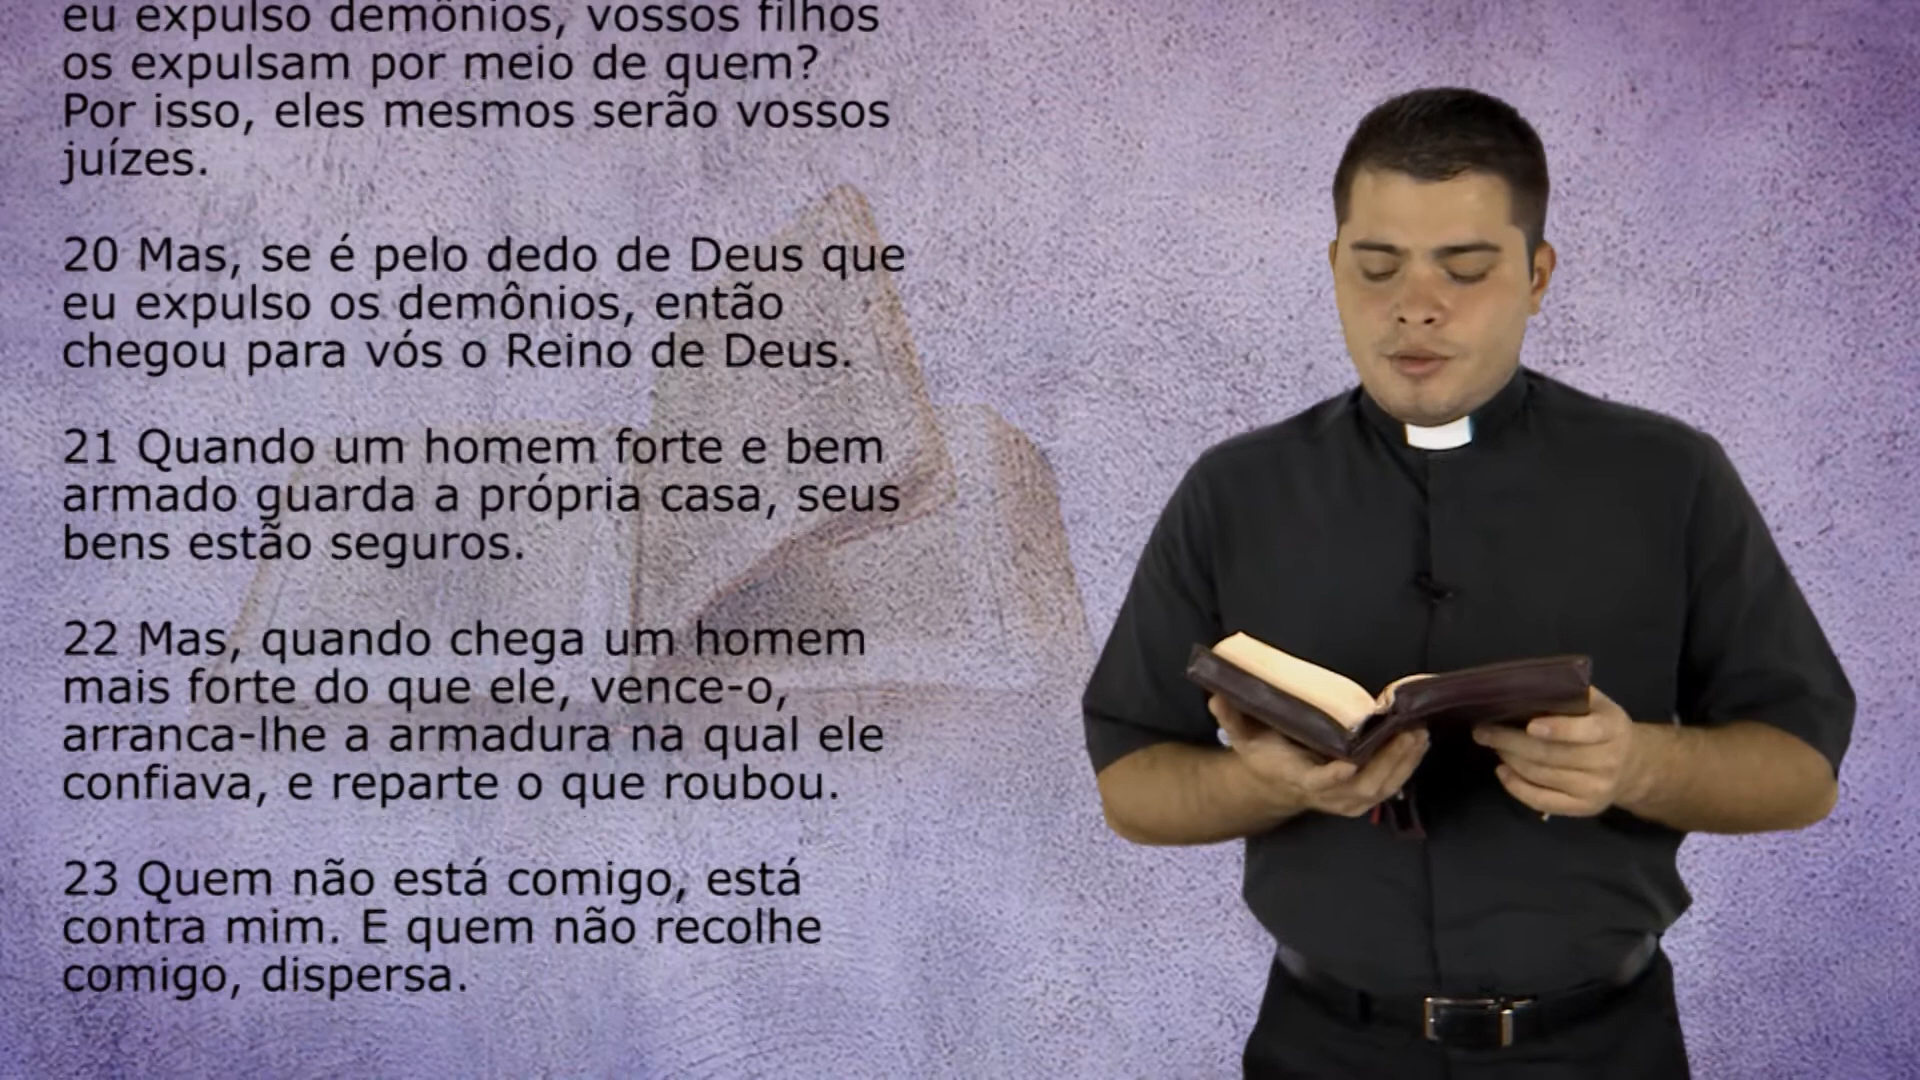 eu expulso demônios, vossos filhos
os expulsam por meio de quem?
Por isso, eles mesmos serão vossos
juízes.
20 Mas, se é pelo dedo de Deus que
eu expulso os demônios, então
chegou para vós o Reino de Deus.
21 Quando um homem forte e bem
armado guarda a própria casa, seus
bens estão seguros.
22 Mas, quando chega um homem
mais forte do que ele, vence-o,
arranca-lhe a armadura na qual ele
confiava, e reparte o que roubou.
23 Quem não está comigo, está
contra mim. E quem não recolhe
comigo, dispersa.